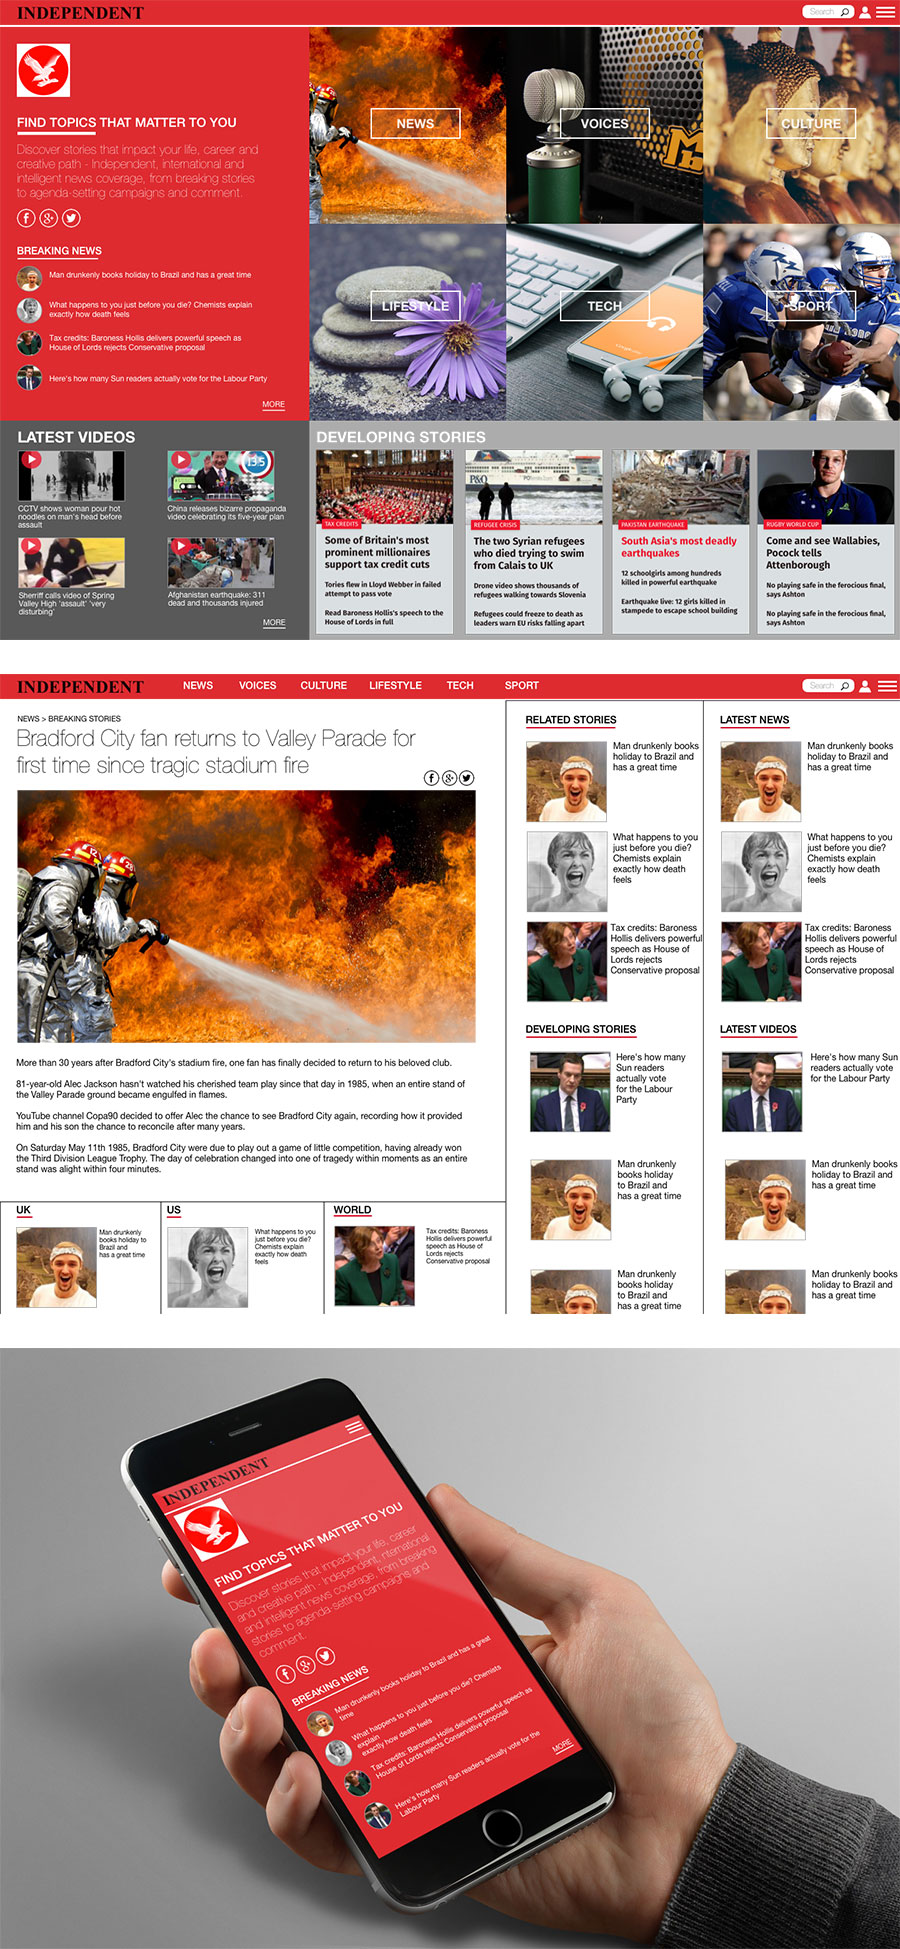 INDEPENDENT
Search
FIND TOPICS THAT MATTER TO YOU
Discover stories that impact your life, career and
creative path - Independent, international and
intelligent news coverage, from breaking stories
to agenda-setting campaigns and comment.
BREAKING NEWS
Man drunkenly books holiday to Brazil and has a great time
What happens to you just before you die? Chemists explain
exactly how death feels
Tax credits: Baroness Hollis delivers powerful speech as
House of Lords rejects Conservative proposal
Here's how many Sun readers actually vote for the Labour Party
MORE
NEWS
VOICES
CULTURE
LIFESTYLE
TECH
SPORT
LATEST VIDEOS
CCTV shows woman pour hot
noodles on man's head before
assault
China releases bizarre propaganda
video celebrating its five-year plan
13.5
Sherriff calls video of Spring
Valley High 'assault' 'very
disturbing'
Afghanistan earthquake: 311
dead and thousands injured
MORE
DEVELOPING STORIES
TAX CREDITS
Some of Britain's most
prominent millionaires
support tax credit cuts
Tories flew in Lloyd Webber in failed
attempt to pass vote
Read Baroness Hollis's speech to the
House of Lords in full
P&O
REFUGEE CRISIS
The two Syrian refugees
who died trying to swim
from Calais to UK
Drone video shows thousands of
refugees walking towards Slovenia
Refugees could freeze to death as
leaders warn EU risks falling apart
PAKISTAN EARTHQUAKE
South Asia's most deadly
earthquakes
12 schoolgirls among hundreds
killed in powerful earthquake
Earthquake live: 12 girls killed in
stampede to escape school building
RUGBY WORLD CUP
Come and see Wallabies,
Pocock tells
Attenborough
No playing safe in the ferocious final,
says Ashton
No playing safe in the ferocious final,
says Ashton
INDEPENDENT
NEWS
VOICES
CULTURE
LIFESTYLE
TECH
SPORT
Search
NEWS > BREAKING STORIES
Bradford City fan returns to Valley Parade for
first time since tragic stadium fire
More than 30 years after Bradford City's stadium fire, one fan has finally decided to return to his beloved club.
81-year-old Alec Jackson hasn't watched his cherished team play since that day in 1985, when an entire stand of
the Valley Parade ground became engulfed in flames.
YouTube channel Copa90 decided to offer Alec the chance to see Bradford City again, recording how it provided
him and his son the chance to reconcile after many years.
On Saturday May 11th 1985, Bradford City were due to play out a game of little competition, having already won
the Third Division League Trophy. The day of celebration changed into one of tragedy within moments as an entire
stand was alight within four minutes.
UK
Man drunkenly
books holiday to
Brazil and
has a great time
US
What happens to you
just before you die?
Chemists explain
exactly how death
feels
WORLD
Tax credits: Baroness
Hollis delivers powerful
speech as House of
Lords rejects
Conservative proposal
RELATED STORIES
Man drunkenly books
holiday to Brazil and
has a great time
What happens to you
just before you die?
Chemists explain
exactly how death
feels
Tax credits: Baroness
Hollis delivers powerful
speech as House of
Lords rejects
Conservative proposal
DEVELOPING STORIES
Here's how many
Sun readers
actually vote
for the Labour
Party
Man drunkenly
books holiday
to Brazil and
has a great time
Man drunkenly
books holiday
to Brazil and
has a great time
LATEST NEWS
Man drunkenly books
holiday to Brazil and
has a great time
What happens to you
just before you die?
Chemists explain
exactly how death
feels
Tax credits: Baroness
Hollis delivers powerful
speech as House of
Lords rejects
Conservative proposal
LATEST VIDEOS
Here's how many Sun
readers actually vote
for the Labour Party
Man drunkenly books
holiday to Brazil and
has a great time
Man drunkenly books
holiday to Brazil and
has a great time
INDEPENDENT
FIND TOPICS THAT MATTER TO YOU
Discover stories that impact your life, career
and creative path - Independent, nternational
and intelligent news coverage, from breaking
stories to agenda-setting campaigns and
comment.
BREAKING NEWS
Man drunkenly books holiday to Brazil and has a great
time
What happens to you just before you die? Chemists
explain
exactly how death feels
Tax credits: Baroness Hollis delivers powerful speech as
House of Lords rejects Conservative proposal
Here's how many Sun readers actually vote for the
Labour Party
MORE